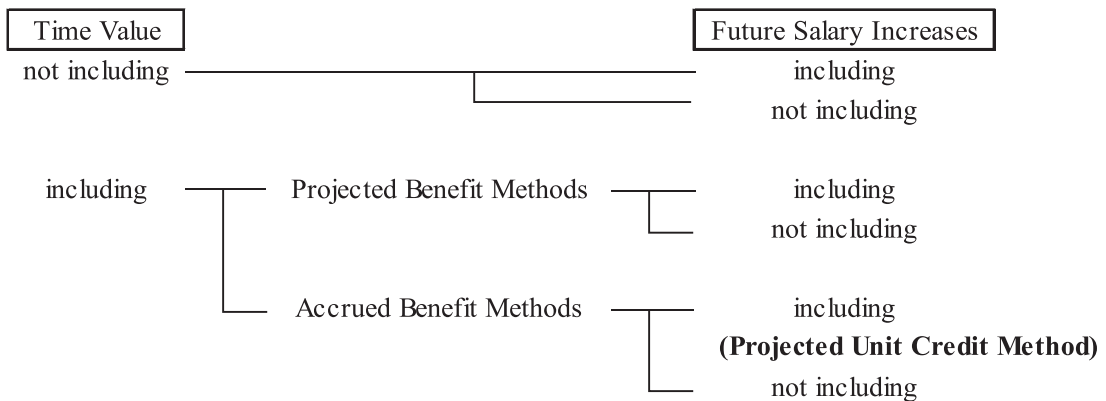 Time Value Future Salary Increases
not including including
not including
including Projected Benefit Methods including
not including
Accrued Benefit Methods including
(Projected Unit Credit Method)
not including